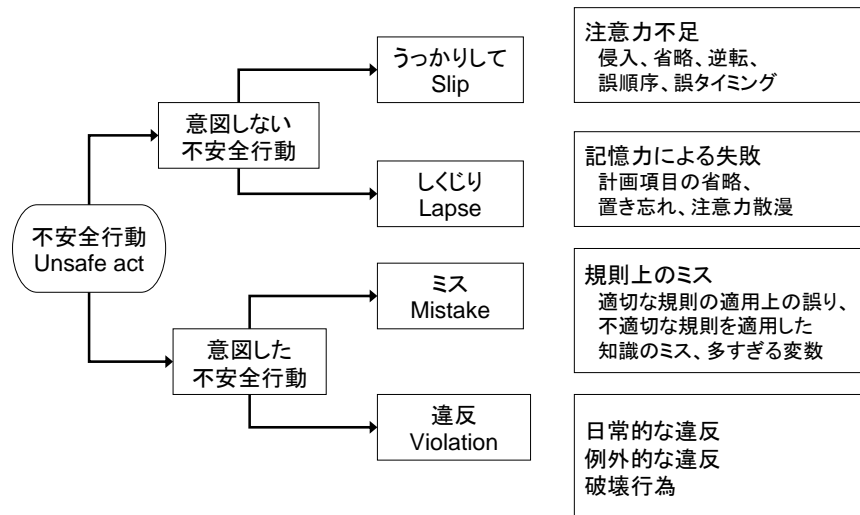 不安全行動
Unsafe act
意図しない
不安全行動
意図した
不安全行動
うっかりして
Slip
しくじり
Lapse
ミス
Mistake
違反
Violation
注意力不足
侵入、省略、逆転、
誤順序、誤タイミング
記憶力による失敗
計画項目の省略、
置き忘れ、注意力散漫
規則上のミス
適切な規則の適用上の誤り、
不適切な規則を適用した
知識のミス、多すぎる変数
日常的な違反
例外的な違反
破壊行為